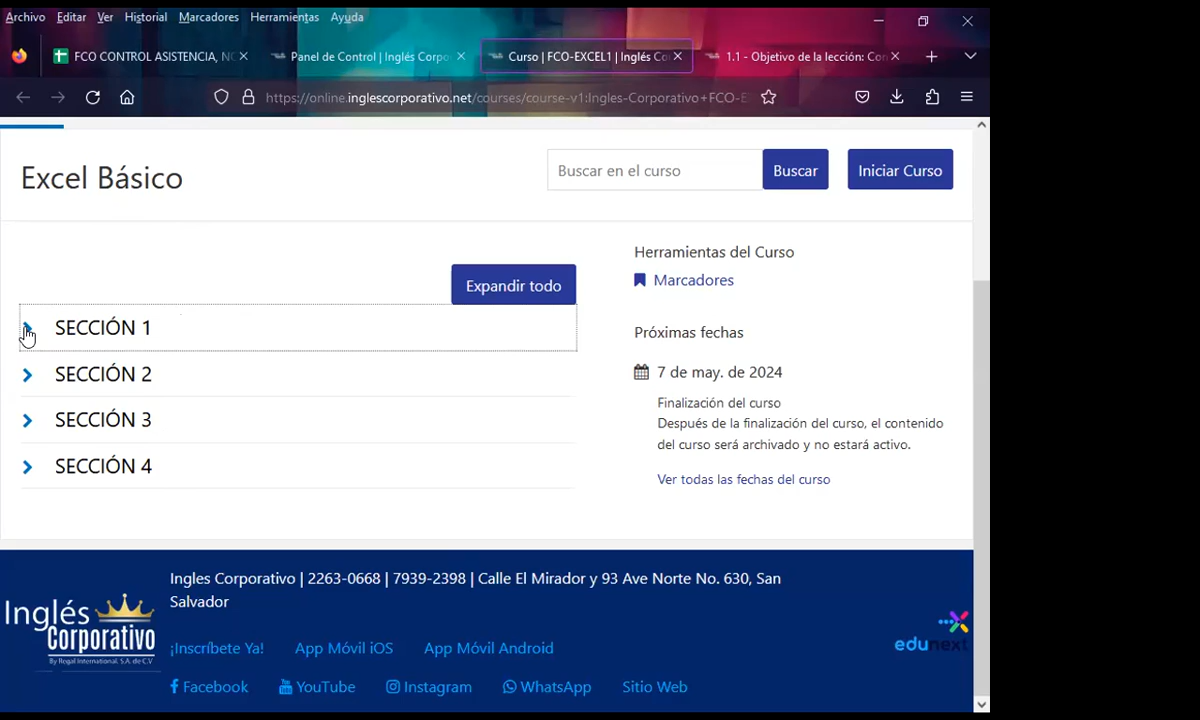 Archivo Editar Ver Historial Marcadores Herramientas Ayuda
FCO CONTROL ASISTENCIA, NC
Panel de Control | Inglés Corpo
Curso | FCO-EXCEL1 | Inglés Co
1.1 - Objetivo de la lección: Con
https://online.inglescorporativo.net/courses/course-v1:Ingles-Corporativo+FCO-E
Excel Básico
Buscar en el curso
Buscar
Iniciar Curso
Herramientas del Curso
Marcadores
Expandir todo
SECCIÓN 1
SECCIÓN 2
SECCIÓN 3
SECCIÓN 4
Próximas fechas
7 de may. de 2024
Finalización del curso
Después de la finalización del curso, el contenido
del curso será archivado y no estará activo.
Ver todas las fechas del curso
Inglés
Corporativo
By Regal International, S.A. de C.V
Ingles Corporativo | 2263-0668 | 7939-2398 | Calle El Mirador y 93 Ave Norte No. 630, San
Salvador
¡Inscríbete Ya! App Móvil iOS App Móvil Android
Facebook YouTube Instagram WhatsApp Sitio Web
edunext